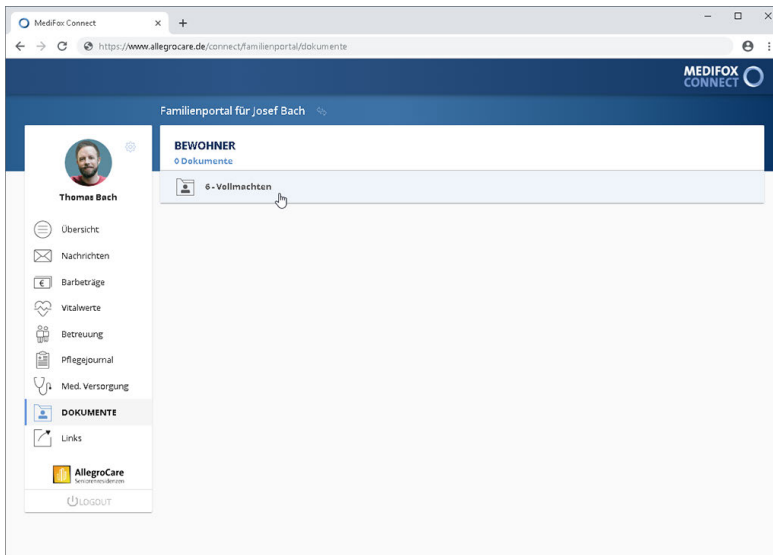 MediFox Connect
https://www.allegrocare.de/connect/familienportal/dokumente
MEDIFOX
CONNECT
Familienportal für Josef Bach
Thomas Bach
Übersicht
Nachrichten
Barbeträge
Vitalwerte
Betreuung
Pflegejournal
Med. Versorgung
DOKUMENTE
Links
AllegroCare
Seniorenresidenzen
LOGOUT
BEWOHNER
0 Dokumente
6 - Vollmachten